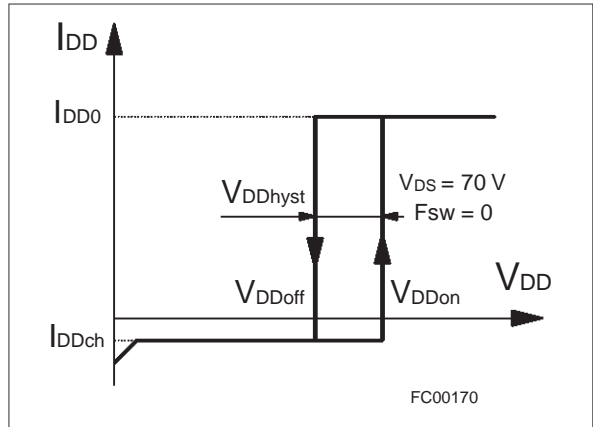 IDD
IDD0
VDDhyst
VDS = 70 V
Fsw = 0
VDDoff
VDDon
VDD
IDDch
FC00170